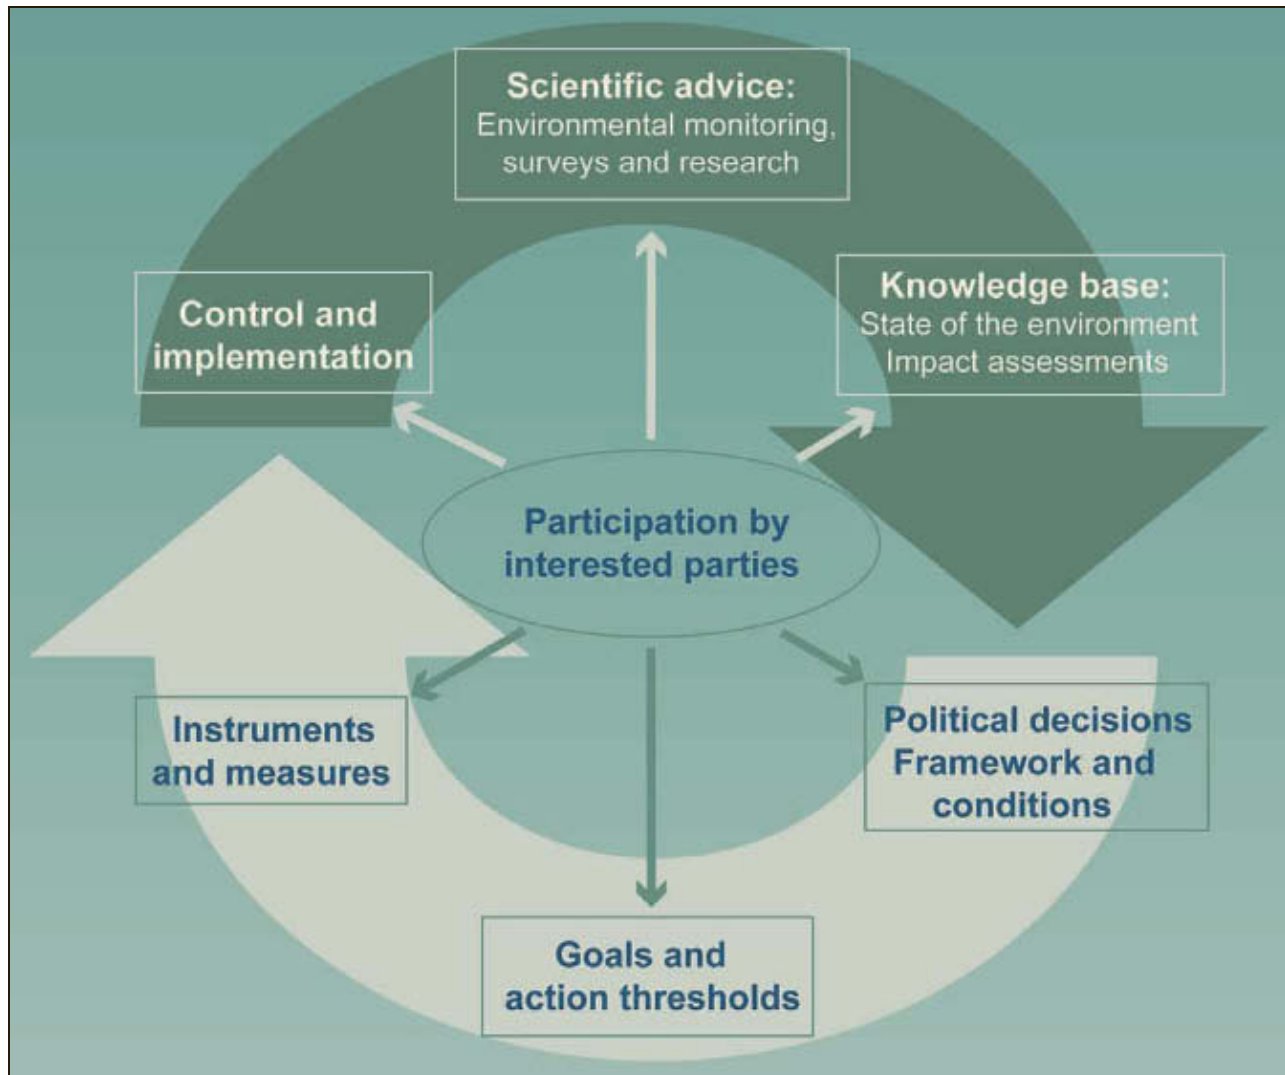 Scientific advice:
Environmental monitoring,
surveys and research
Control and
implementation
Knowledge base:
State of the environment
Impact assessments
Participation by
interested parties
Instruments
and measures
Political decisions
Framework and
conditions
Goals and
action thresholds